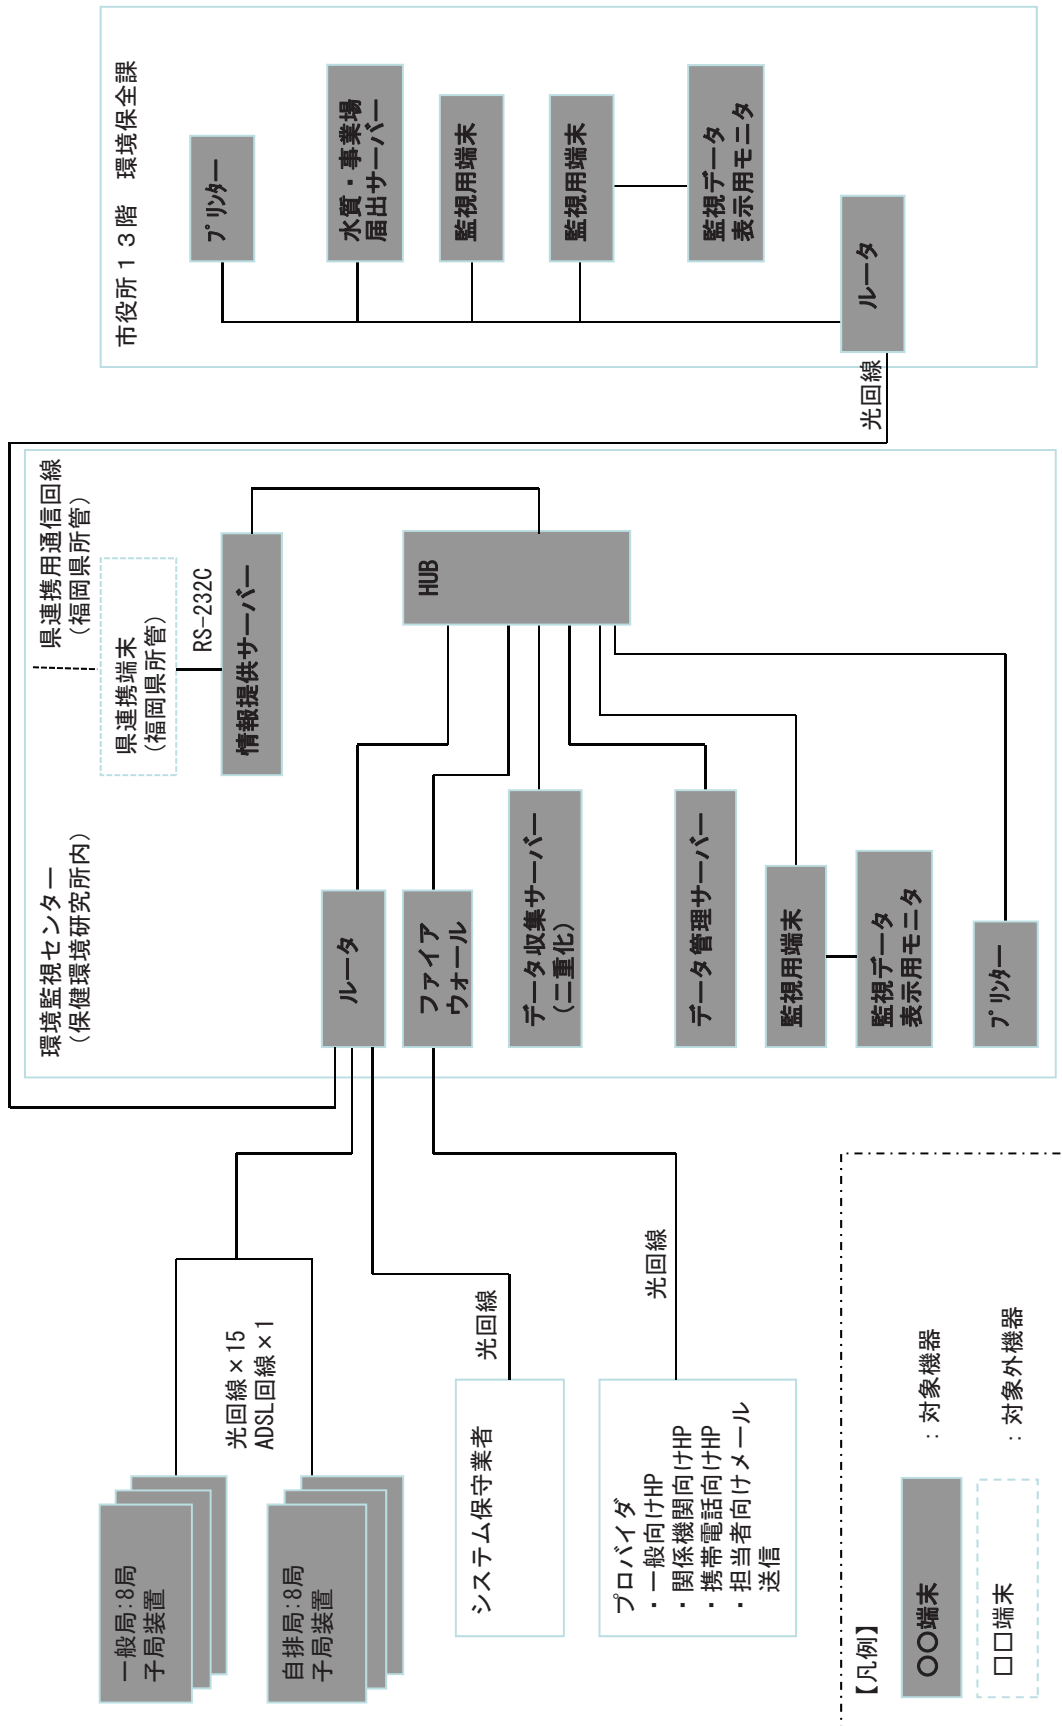 一般局：8局
子局装置
自排局：8局
子局装置
光回線×15
ADSL回線×1
システム保守業者
光回線
プロバイダ
・一般向けHP
・関係機関向けHP
・携帯電話向けHP
・担当者向けメール
送信
光回線
環境監視センター
（保健環境研究所内）
県連携用通信回線
（福岡県所管）
県連携端末
（福岡県所管）
RS-232C
情報提供サーバー
ルータ
ファイア
ウォール
データ収集サーバー
（二重化）
データ管理サーバー
監視用端末
監視データ
表示用モニタ
プリンター
HUB
市役所１３階　環境保全課
プリンター
水質・事業場
届出サーバー
監視用端末
監視用端末
監視データ
表示用モニタ
ルータ
光回線
【凡例】
〇〇端末
：対象機器
□□端末
：対象外機器